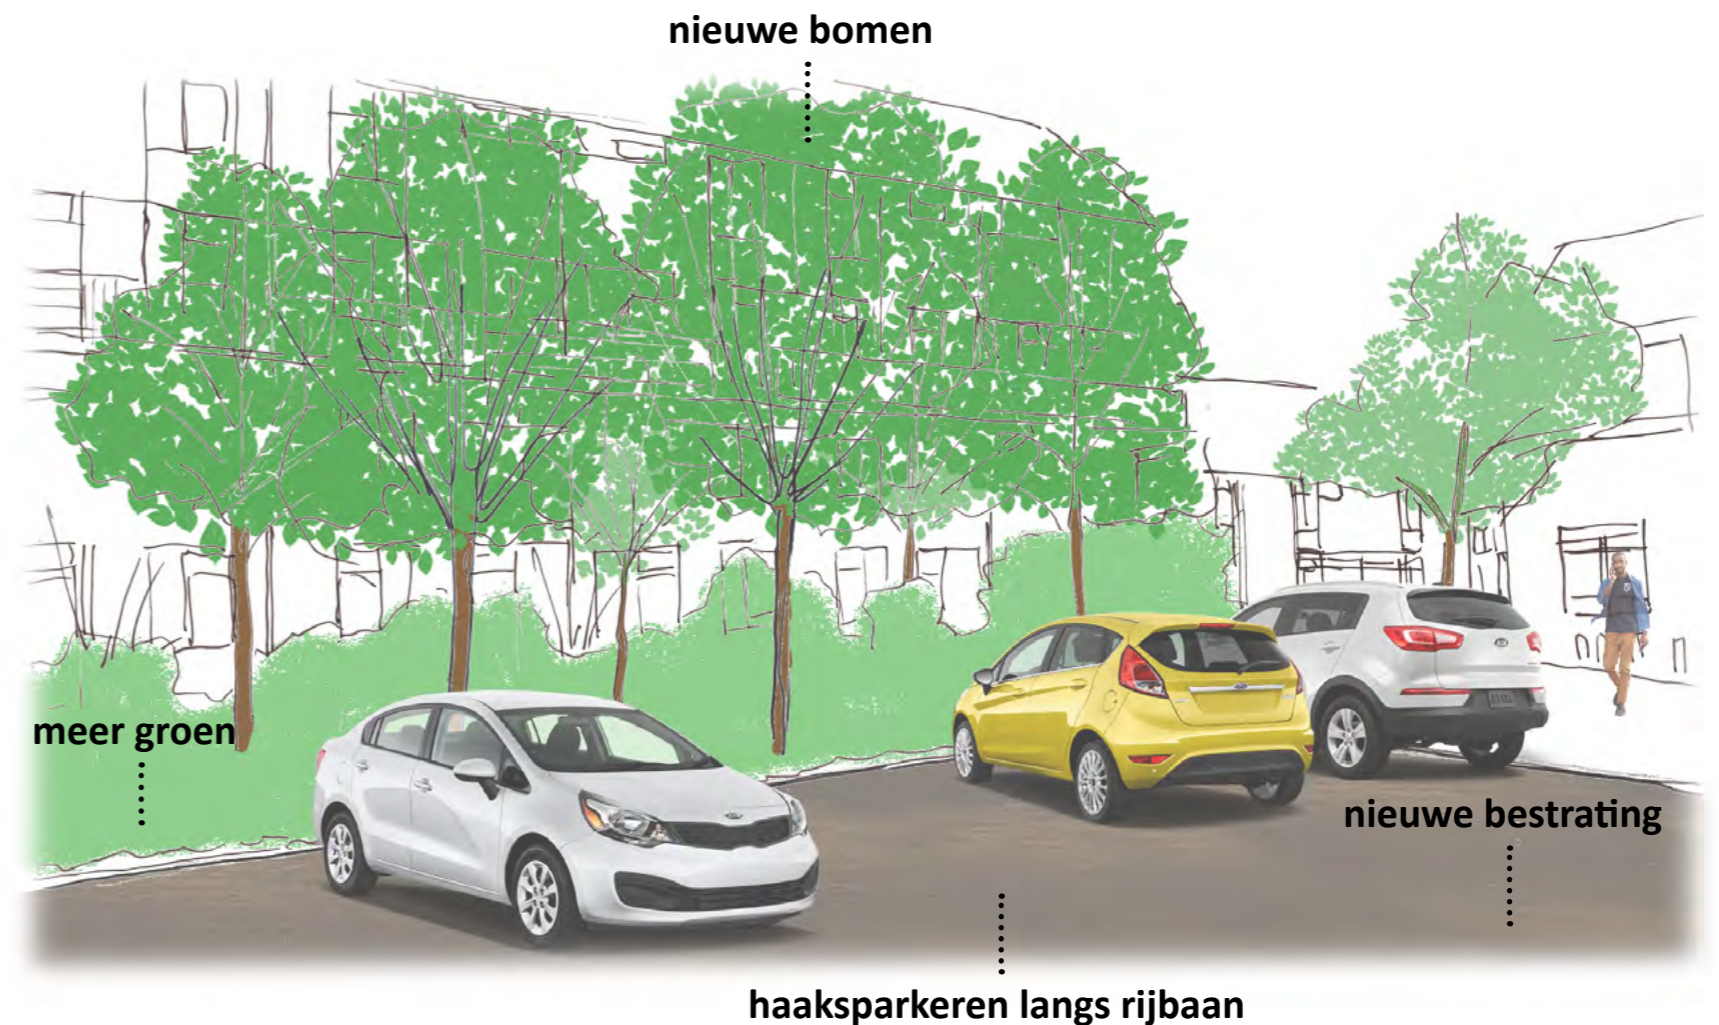 nieuwe bomen
meer groen
nieuwe bestrating
haaksparkeren langs rijbaan